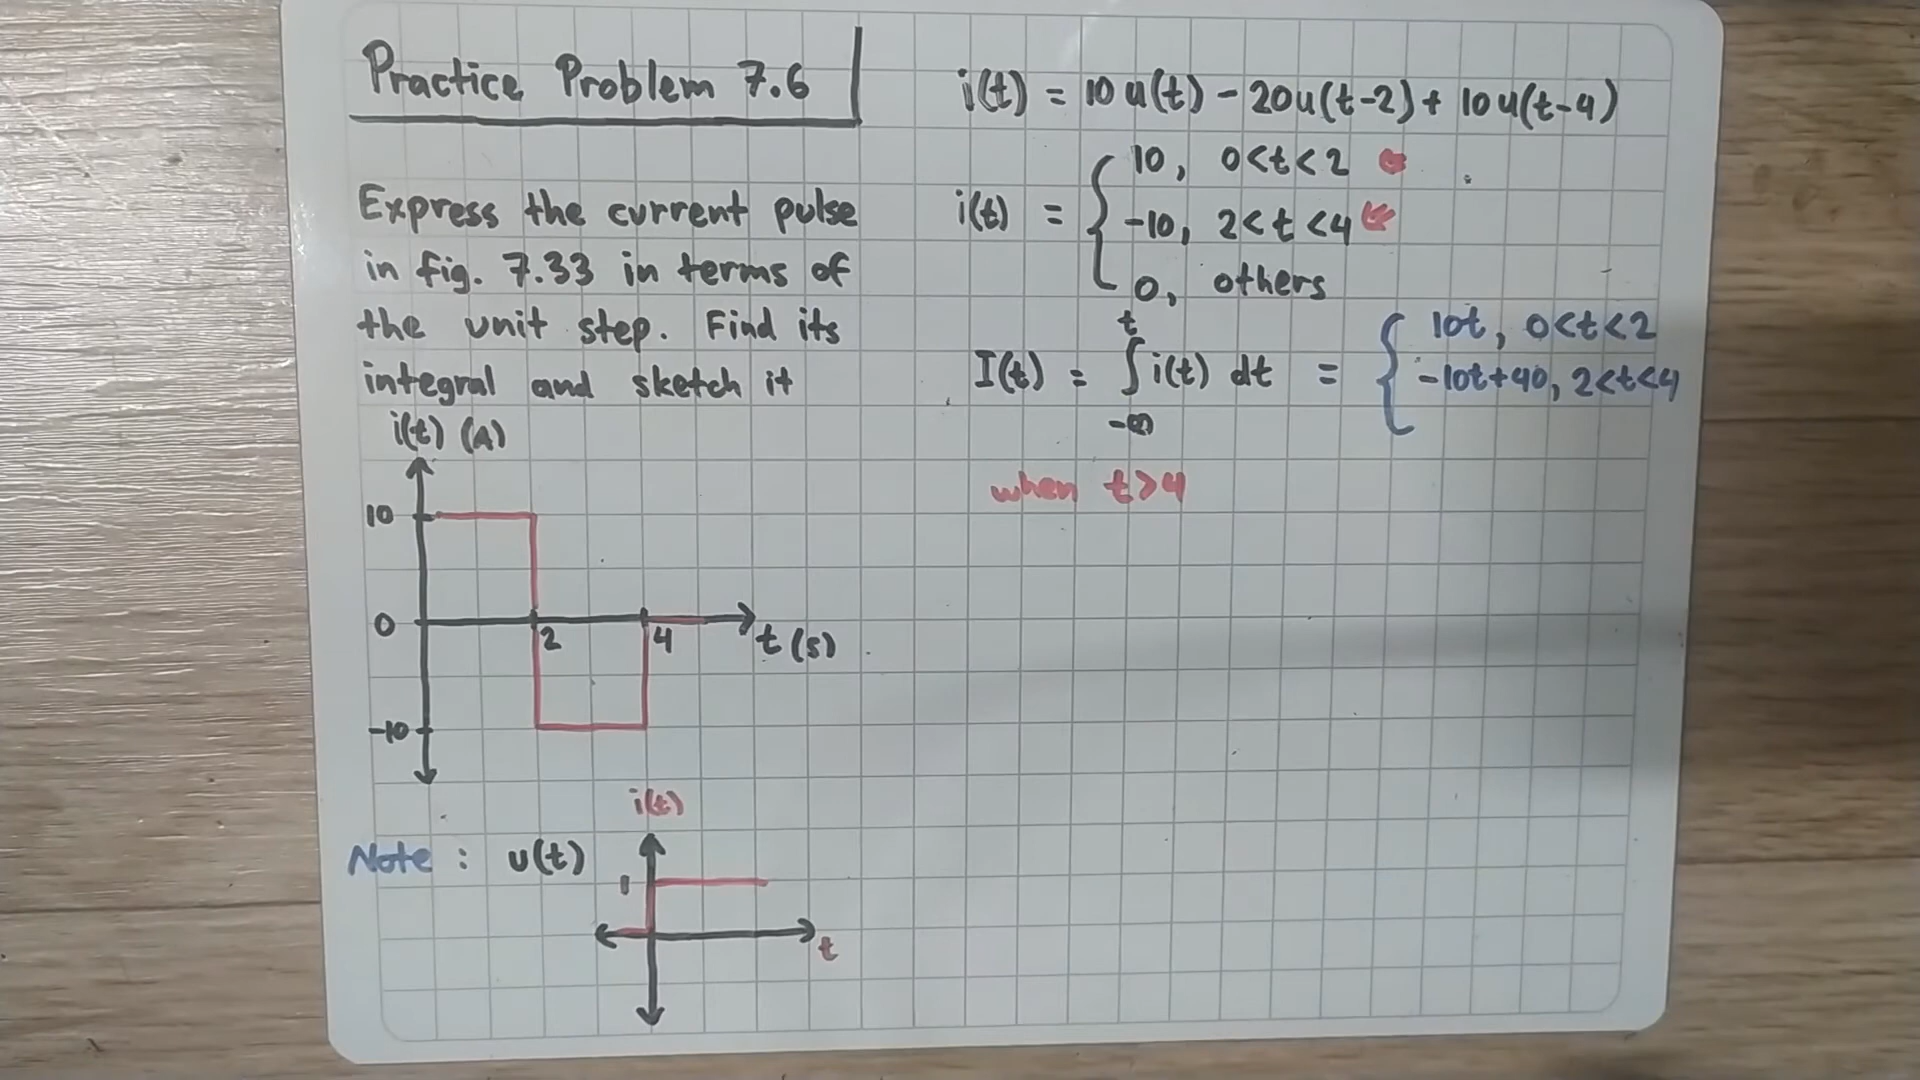 Practice Problem 7.6
Express the current pulse
in fig. 7.33 in terms of
the unit step. Find its
integral and sketch it
i(t) (A)
10
0
-10
2
4
t (s)
Note : u(t)
i(t)
1
t
i(t) = 10 u(t) - 20u(t-2) + 10 u(t-4)
i(t) = { 10, 0<t<2
-10, 2<t<4
0, others
I(t) = ∫ i(t) dt = { 10t, 0<t<2
t
-∞
-10t+40, 2<t<4
when t>4